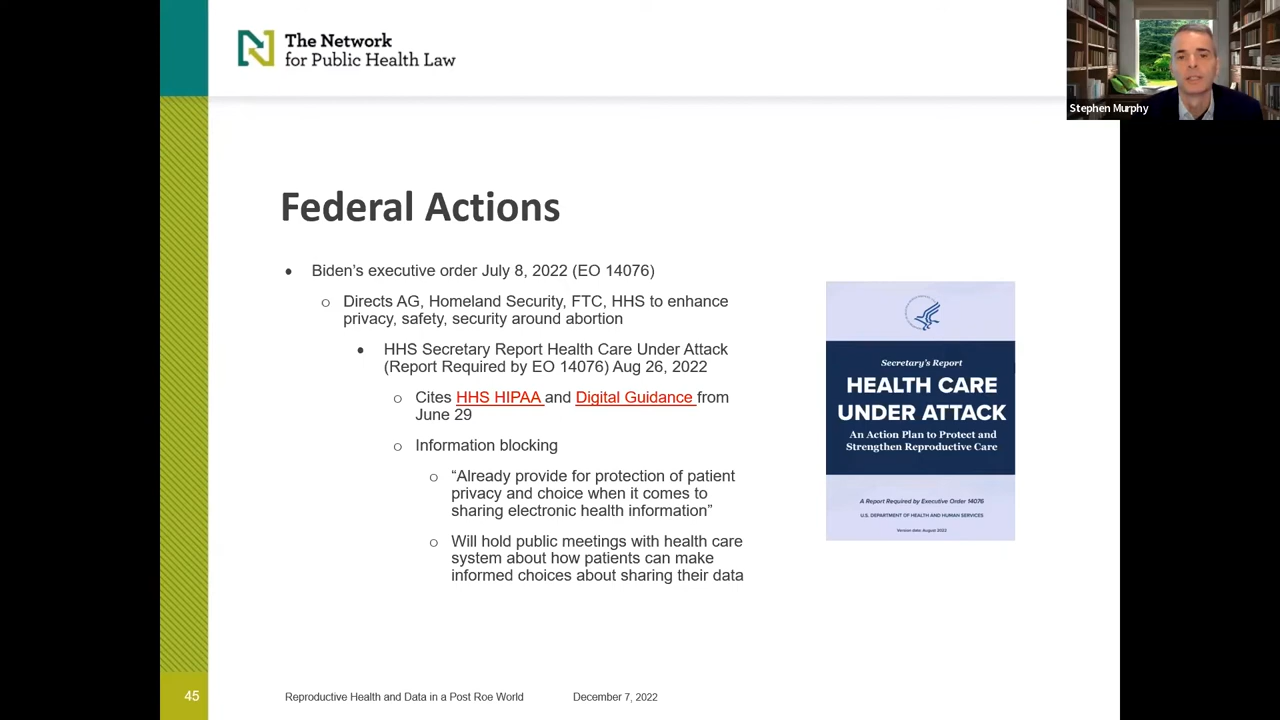 The Network
for Public Health Law
Stephen Murphy
Federal Actions
• Biden’s executive order July 8, 2022 (EO 14076)
o Directs AG, Homeland Security, FTC, HHS to enhance
privacy, safety, security around abortion
• HHS Secretary Report Health Care Under Attack
(Report Required by EO 14076) Aug 26, 2022
o Cites HHS HIPAA and Digital Guidance from
June 29
o Information blocking
o “Already provide for protection of patient
privacy and choice when it comes to
sharing electronic health information”
o Will hold public meetings with health care
system about how patients can make
informed choices about sharing their data
Secretary's Report
HEALTH CARE
UNDER ATTACK
An Action Plan to Protect and
Strengthen Reproductive Care
A Report Required by Executive Order 14076
U.S. DEPARTMENT OF HEALTH AND HUMAN SERVICES
Version date: August 2022
45
Reproductive Health and Data in a Post Roe World
December 7, 2022